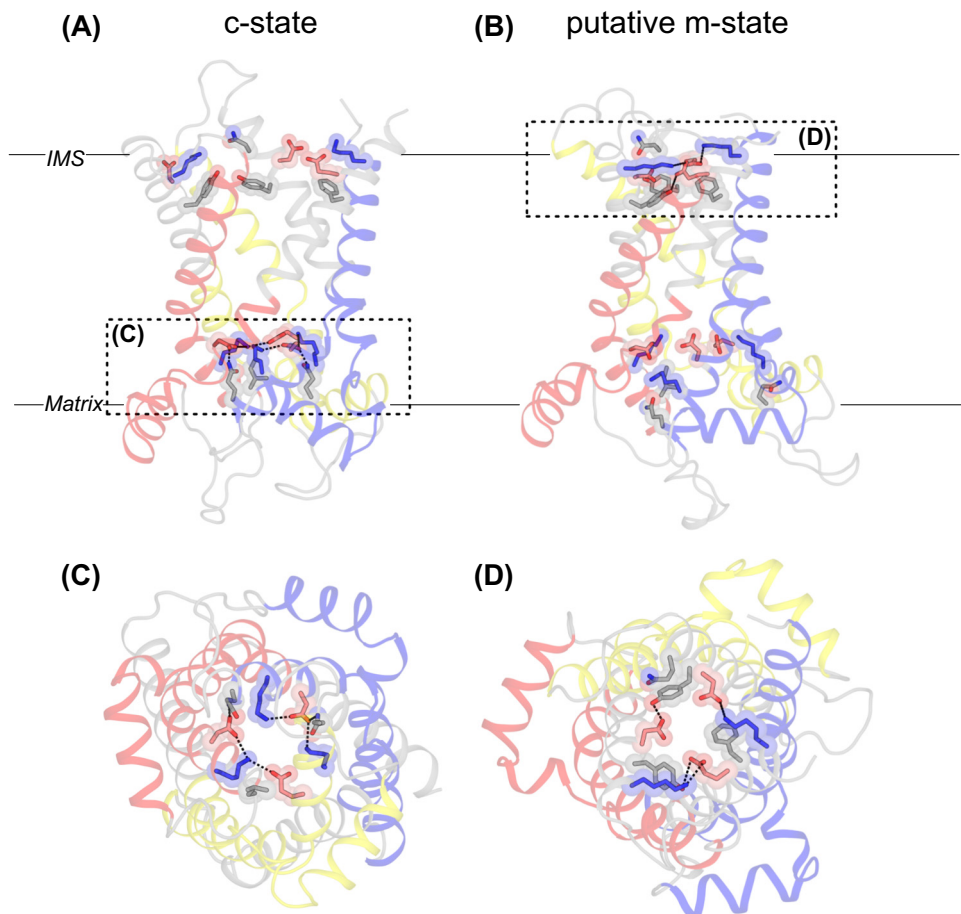 (A) c-state
(B) putative m-state
IMS
(D)
(C)
Matrix
(C)
(D)